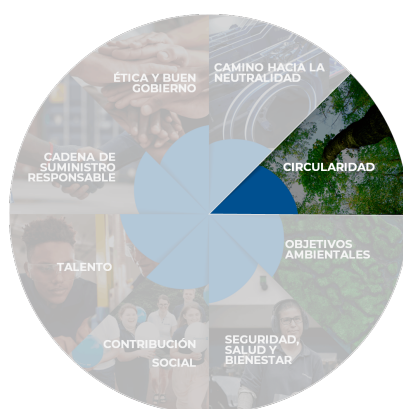 ÉTICA Y BUEN
GOBIERNO
CAMINO HACIA LA
NEUTRALIDAD
CADENA DE
SUMINISTRO
RESPONSABLE
CIRCULARIDAD
TALENTO
OBJETIVOS
AMBIENTALES
CONTRIBUCIÓN
SOCIAL
SEGURIDAD,
SALUD Y
BIENESTAR